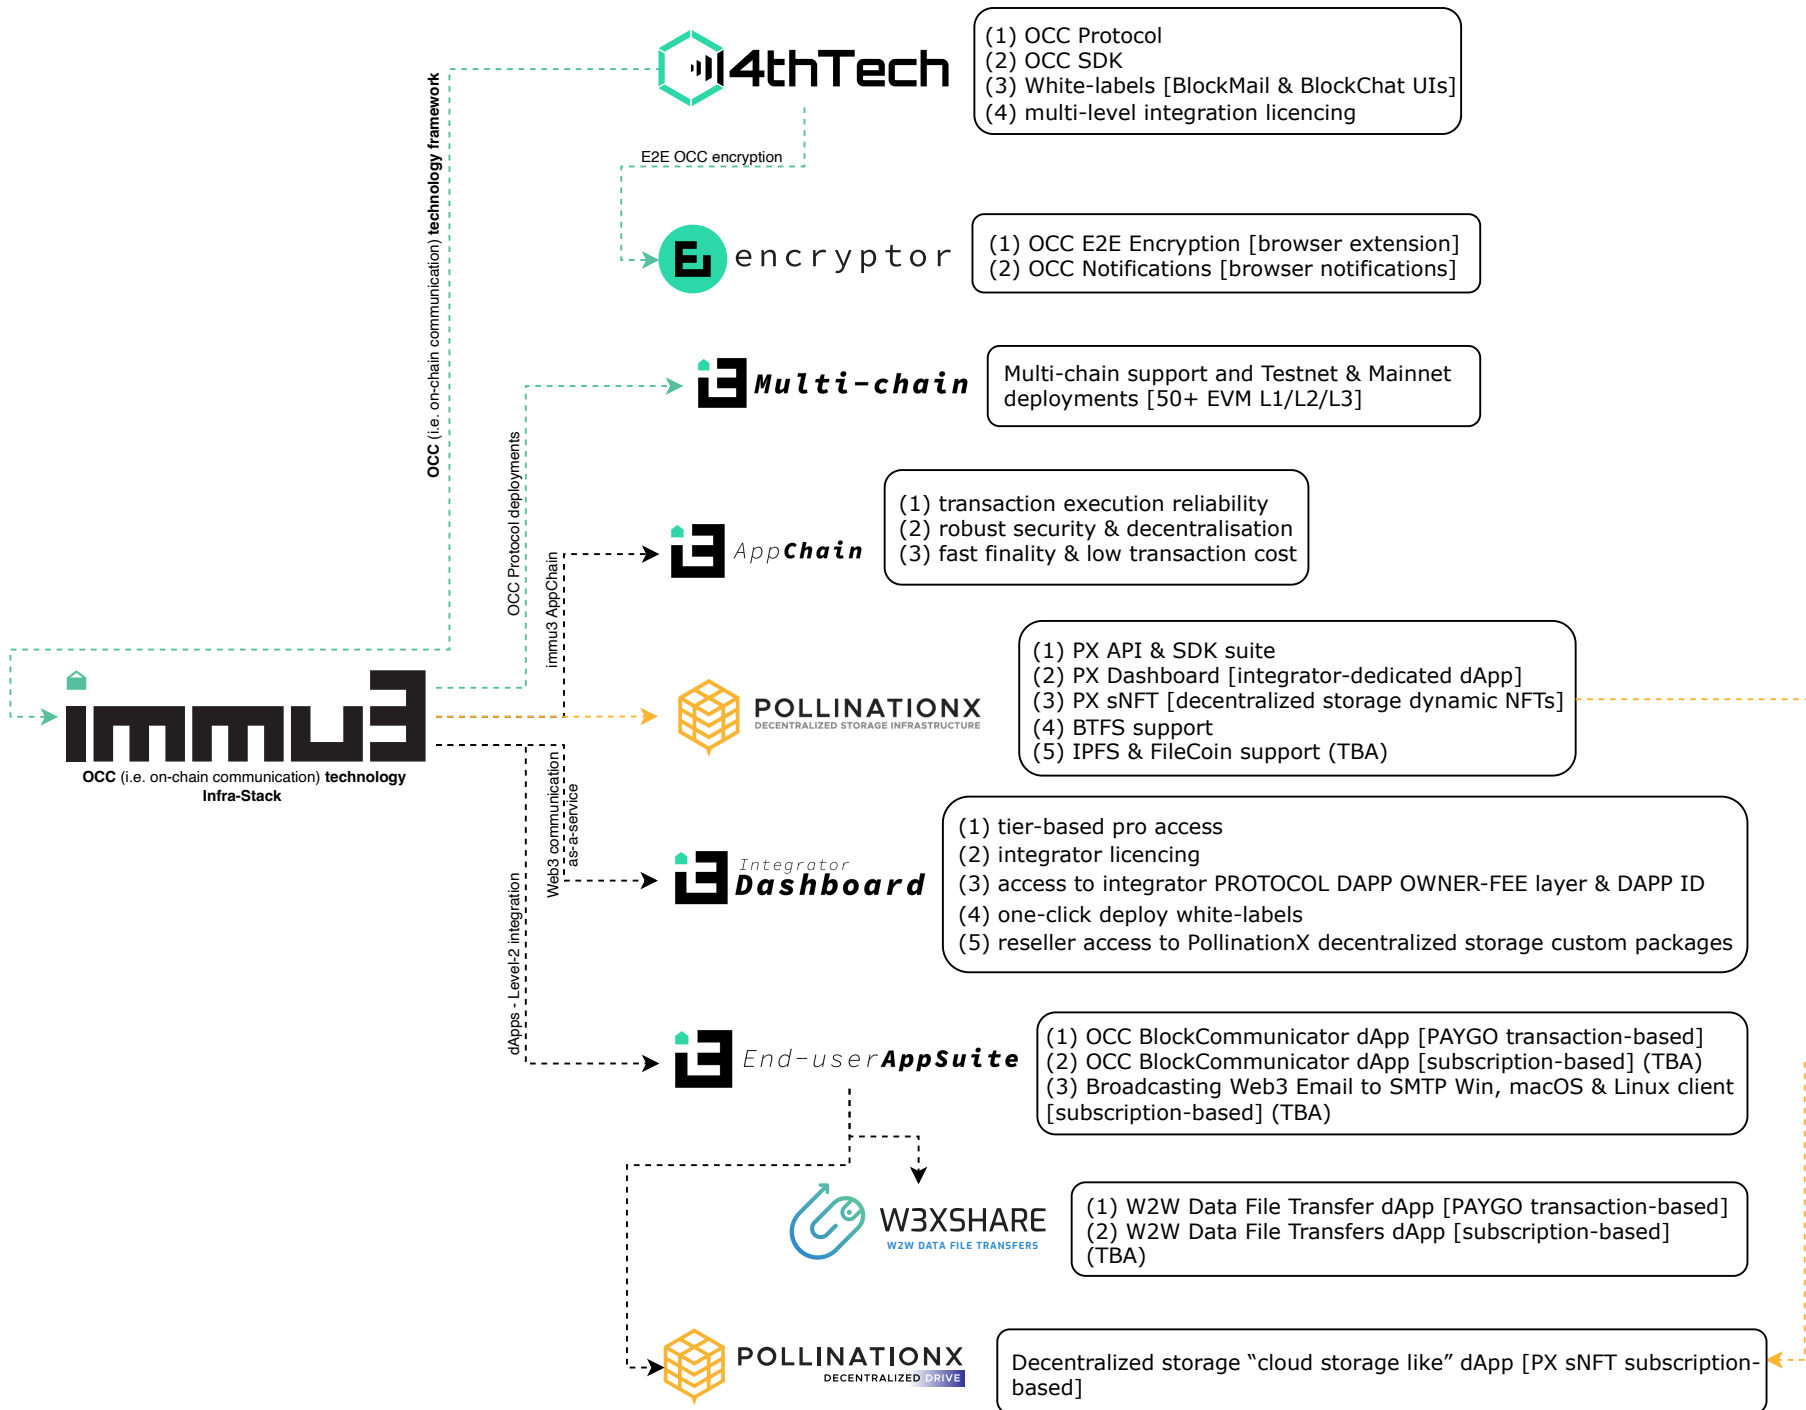 4thTech
(1) OCC Protocol
(2) OCC SDK
(3) White-labels [BlockMail & BlockChat UIs]
(4) multi-level integration licencing
OCC (i.e. on-chain communication) technology framework
E2E OCC encryption
encryptor
(1) OCC E2E Encryption [browser extension]
(2) OCC Notifications [browser notifications]
OCC Protocol deployments
i3 Multi-chain
Multi-chain support and Testnet & Mainnet
deployments [50+ EVM L1/L2/L3]
immu3 AppChain
i3 AppChain
(1) transaction execution reliability
(2) robust security & decentralisation
(3) fast finality & low transaction cost
immu3
OCC (i.e. on-chain communication) technology
Infra-Stack
POLLINATIONX
DECENTRALIZED STORAGE INFRASTRUCTURE
(1) PX API & SDK suite
(2) PX Dashboard [integrator-dedicated dApp]
(3) PX sNFT [decentralized storage dynamic NFTs]
(4) BTFS support
(5) IPFS & FileCoin support (TBA)
Web3 communication
as-a-service
i3 Integrator
Dashboard
(1) tier-based pro access
(2) integrator licencing
(3) access to integrator PROTOCOL DAPP OWNER-FEE layer & DAPP ID
(4) one-click deploy white-labels
(5) reseller access to PollinationX decentralized storage custom packages
dApps - Level-2 integration
i3 End-userAppSuite
(1) OCC BlockCommunicator dApp [PAYGO transaction-based]
(2) OCC BlockCommunicator dApp [subscription-based] (TBA)
(3) Broadcasting Web3 Email to SMTP Win, macOS & Linux client
[subscription-based] (TBA)
W3XSHARE
W2W DATA FILE TRANSFERS
(1) W2W Data File Transfer dApp [PAYGO transaction-based]
(2) W2W Data File Transfers dApp [subscription-based]
(TBA)
POLLINATIONX
DECENTRALIZED DRIVE
Decentralized storage “cloud storage like” dApp [PX sNFT subscription-
based]